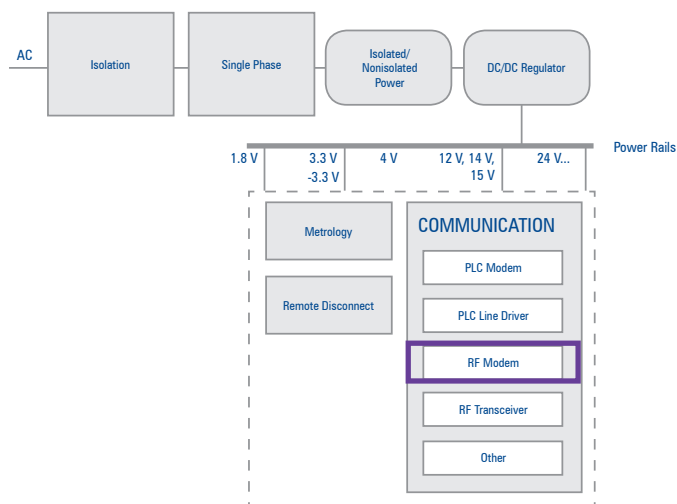 AC
Isolation
Single Phase
Isolated/
Nonisolated
Power
DC/DC Regulator
Power Rails
1.8 V
3.3 V
-3.3 V
4 V
12 V, 14 V,
15 V
24 V...
Metrology
Remote Disconnect
COMMUNICATION
PLC Modem
PLC Line Driver
RF Modem
RF Transceiver
Other